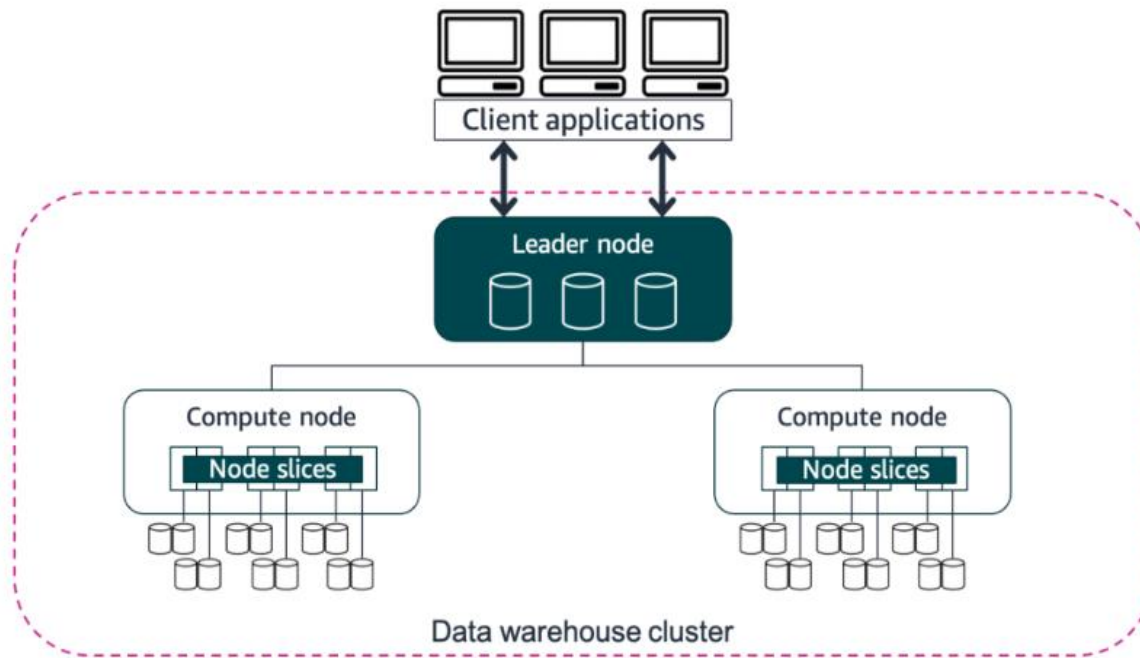 Client applications
Leader node
Compute node
Node slices
Compute node
Node slices
Data warehouse cluster